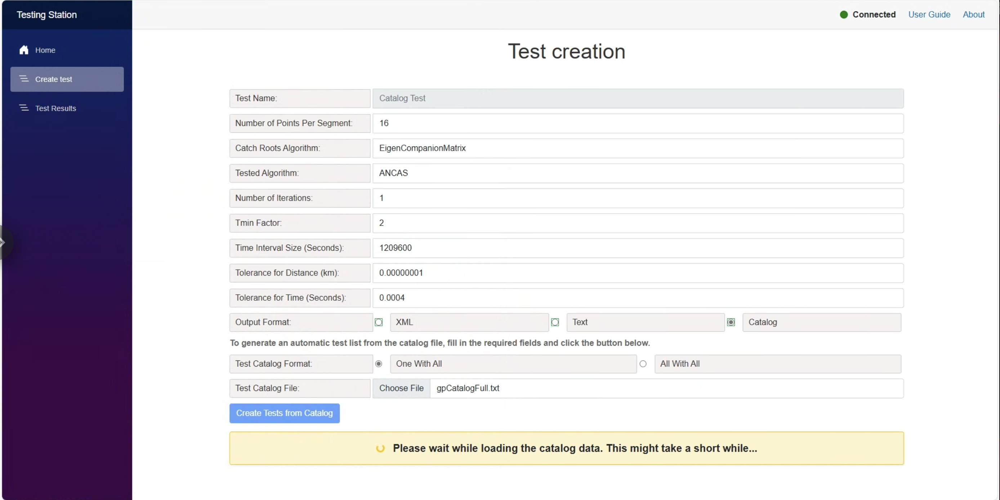 Testing Station
Connected User Guide About
Home
Create test
Test Results
Test creation
Test Name: Catalog Test
Number of Points Per Segment: 16
Catch Roots Algorithm: EigenCompanionMatrix
Tested Algorithm: ANCAS
Number of Iterations: 1
Tmin Factor: 2
Time Interval Size (Seconds): 1209600
Tolerance for Distance (km): 0.00000001
Tolerance for Time (Seconds): 0.0004
Output Format: XML Text Catalog
To generate an automatic test list from the catalog file, fill in the required fields and click the button below.
Test Catalog Format: One With All All With All
Test Catalog File: Choose File gpCatalogFull.txt
Create Tests from Catalog
Please wait while loading the catalog data. This might take a short while...